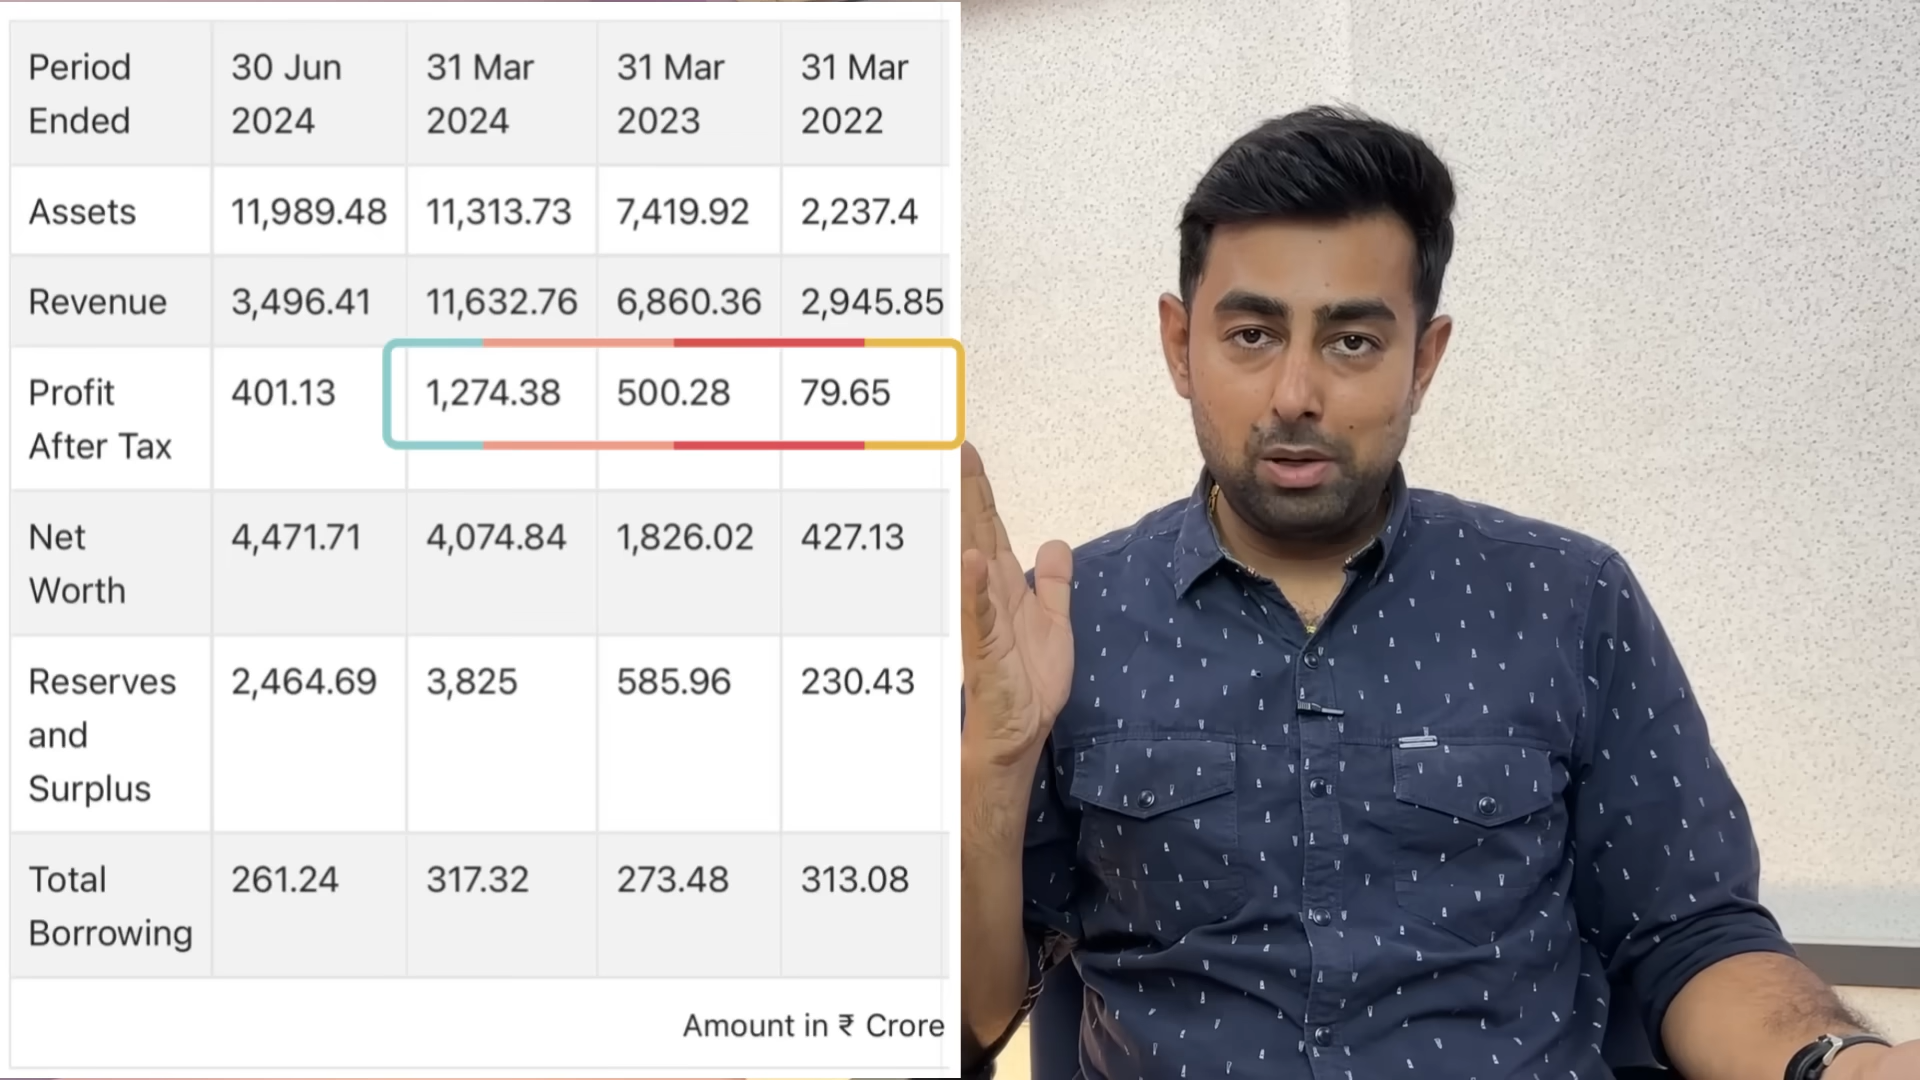 Period Ended 30 Jun 2024 31 Mar 2024 31 Mar 2023 31 Mar 2022
Assets 11,989.48 11,313.73 7,419.92 2,237.4
Revenue 3,496.41 11,632.76 6,860.36 2,945.85
Profit After Tax 401.13 1,274.38 500.28 79.65
Net Worth 4,471.71 4,074.84 1,826.02 427.13
Reserves and Surplus 2,464.69 3,825 585.96 230.43
Total Borrowing 261.24 317.32 273.48 313.08
Amount in ₹ Crore